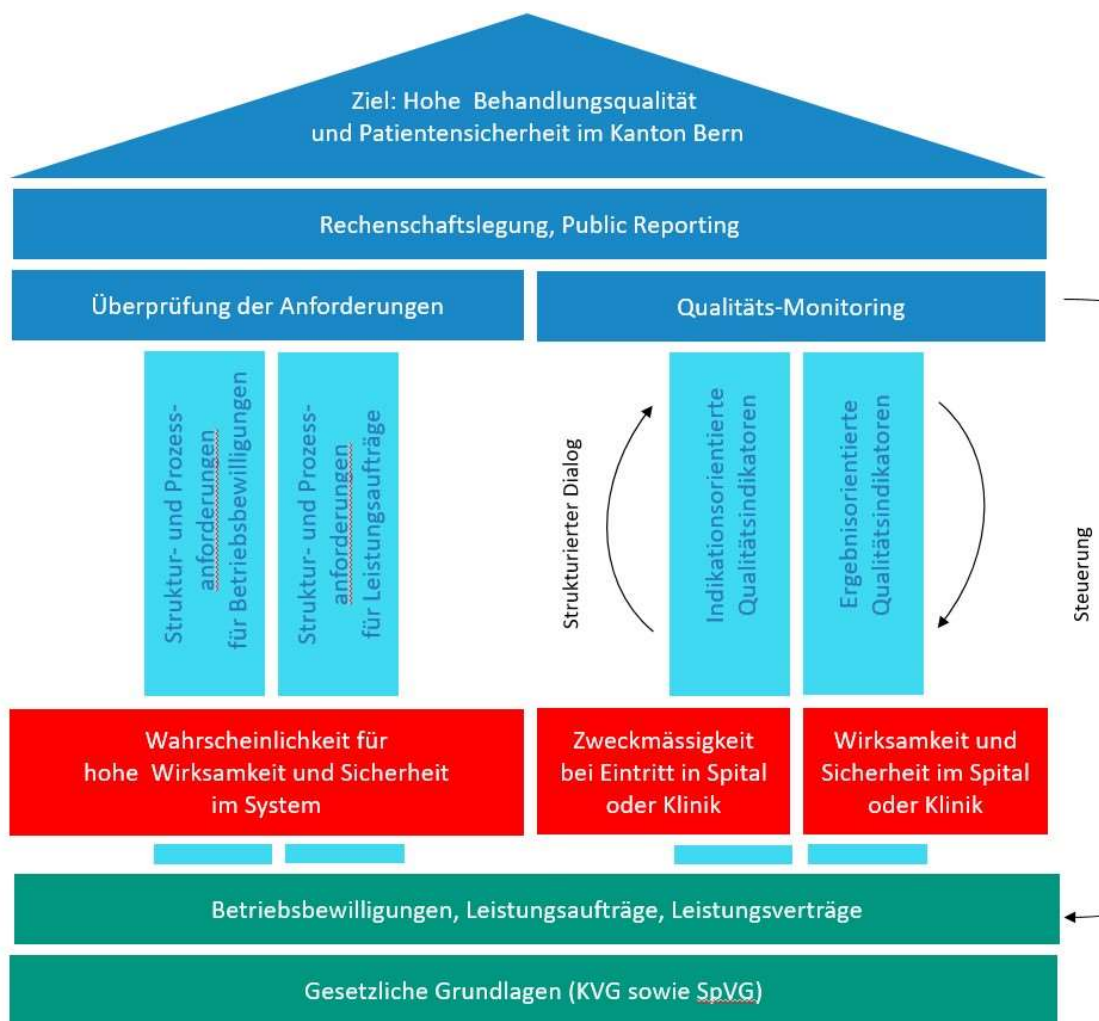 Ziel: Hohe Behandlungsqualität
und Patientensicherheit im Kanton Bern
Rechenschaftslegung, Public Reporting
Überprüfung der Anforderungen
Qualitäts-Monitoring
Struktur- und Prozess-
anforderungen
für Betriebsbewilligungen
Struktur- und Prozess-
anforderungen
für Leistungsaufträge
Strukturierter Dialog
Indikationsorientierte
Qualitätsindikatoren
Ergebnisorientierte
Qualitätsindikatoren
Steuerung
Wahrscheinlichkeit für
hohe Wirksamkeit und Sicherheit
im System
Zweckmässigkeit
bei Eintritt in Spital
oder Klinik
Wirksamkeit und
Sicherheit im Spital
oder Klinik
Betriebsbewilligungen, Leistungsaufträge, Leistungsverträge
Gesetzliche Grundlagen (KVG sowie SpVG)